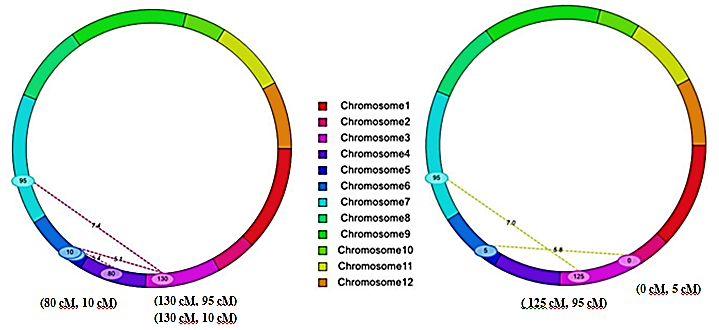 95
7.4
10
5.4
5.1
80
130
(80 cM, 10 cM)
(130 cM, 95 cM)
(130 cM, 10 cM)
Chromosome1
Chromosome2
Chromosome3
Chromosome4
Chromosome5
Chromosome6
Chromosome7
Chromosome8
Chromosome9
Chromosome10
Chromosome11
Chromosome12
95
7.0
5
5.8
0
125
(125 cM, 95 cM)
(0 cM, 5 cM)